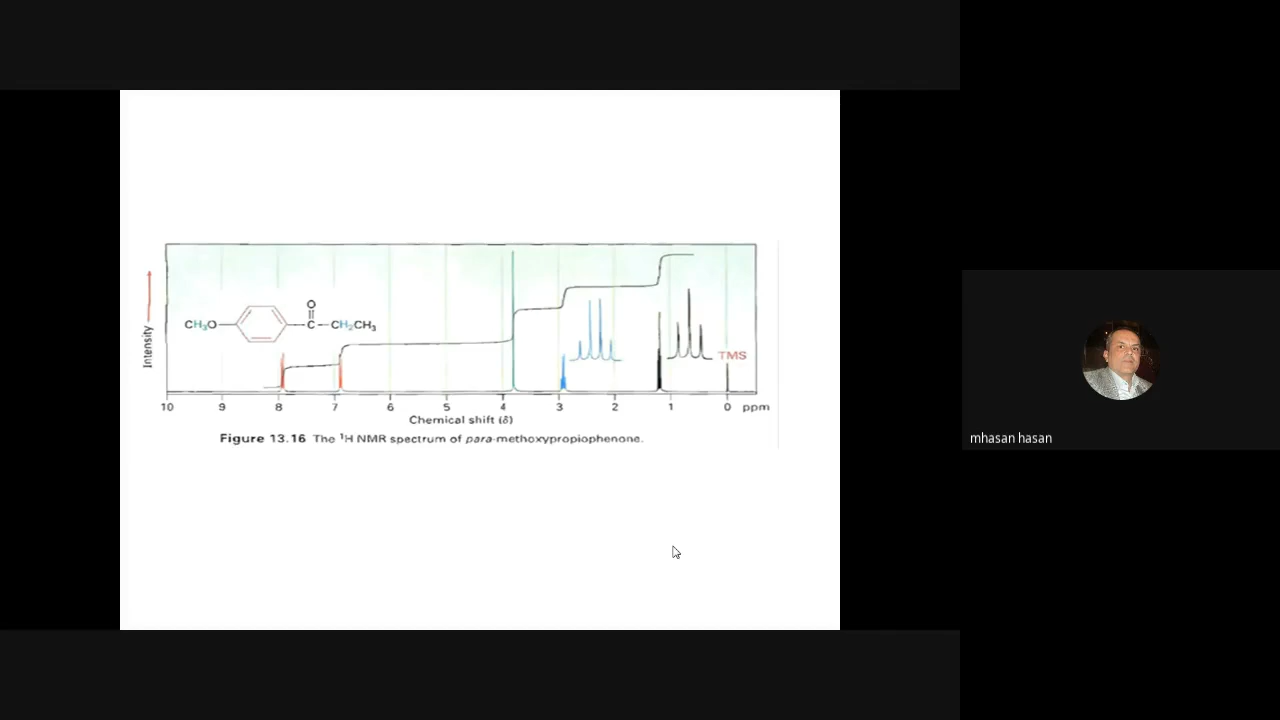 O
CH₃O
C
CH₂CH₃
TMS
Intensity
10 9 8 7 6 5 4 3 2 1 0 ppm
Chemical shift (δ)
Figure 13.16 The ¹H NMR spectrum of para-methoxypropiophenone.
mhasan hasan